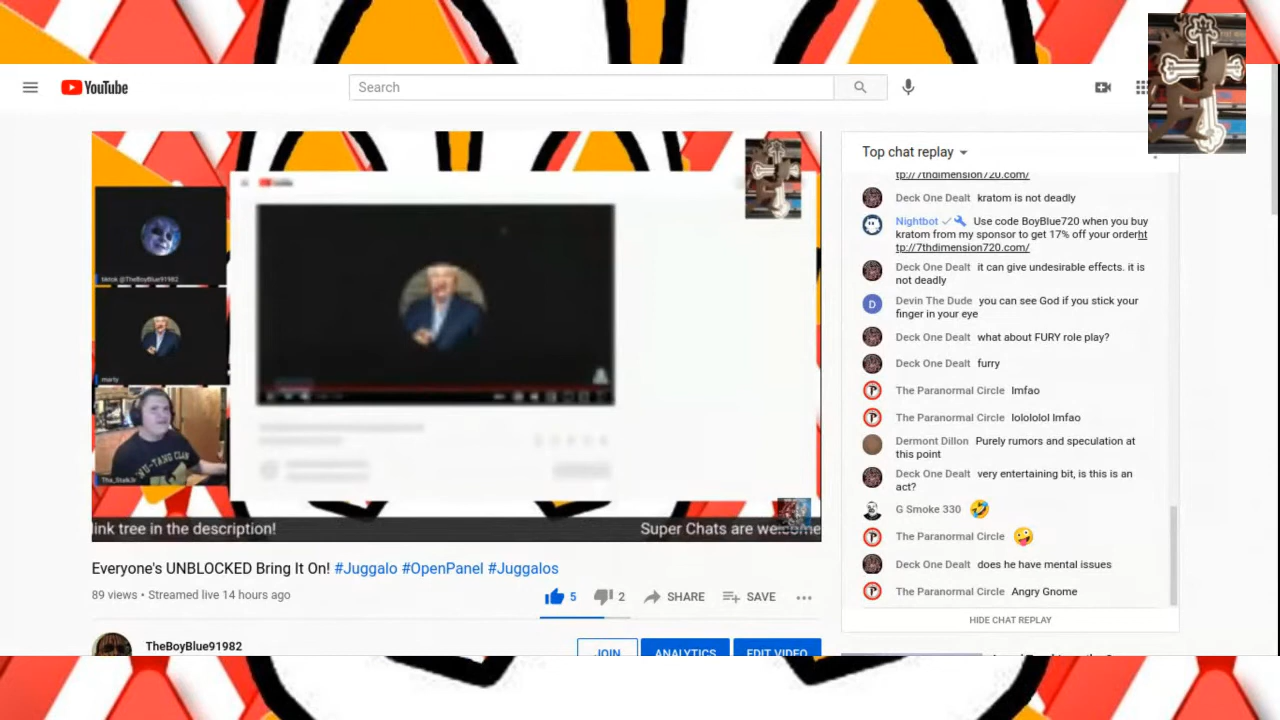 YouTube
Search
Top chat replay
tp://7thdimension720.com/
Deck One Dealt kratom is not deadly
Nightbot Use code BoyBlue720 when you buy
kratom from my sponsor to get 17% off your orderht
tp://7thdimension720.com/
Deck One Dealt it can give undesirable effects. it is
not deadly
D
Devin The Dude you can see God if you stick your
finger in your eye
Deck One Dealt what about FURY role play?
Deck One Dealt furry
The Paranormal Circle lmfao
The Paranormal Circle lolololol lmfao
Dermont Dillon Purely rumors and speculation at
this point
Deck One Dealt very entertaining bit, is this is an
act?
G Smoke 330 🤣
The Paranormal Circle 🤪
Deck One Dealt does he have mental issues
The Paranormal Circle Angry Gnome
HIDE CHAT REPLAY
tiktok @TheBoyBlue91982
marty
WU-TANG CLAN
Tha_Stalk3r
link tree in the description!
Super Chats are welcome
Everyone's UNBLOCKED Bring It On! #Juggalo #OpenPanel #Juggalos
89 views • Streamed live 14 hours ago
5
2
SHARE
SAVE
TheBoyBlue91982
JOIN
ANALYTICS
EDIT VIDEO